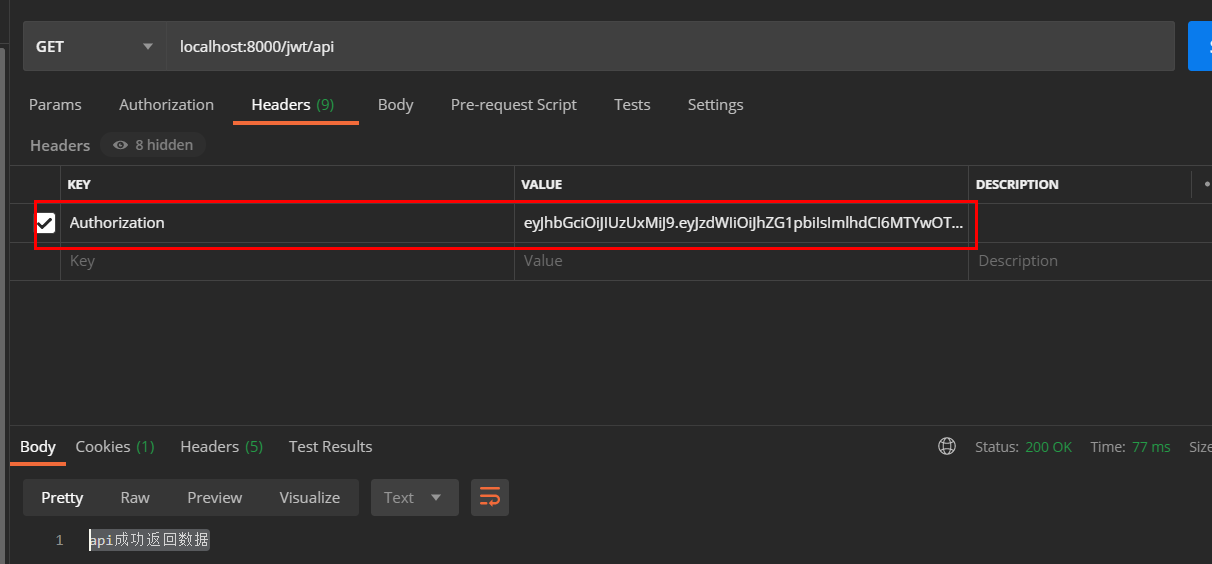 GET localhost:8000/jwt/api
Params Authorization Headers (9) Body Pre-request Script Tests Settings
Headers 8 hidden
KEY VALUE DESCRIPTION
Authorization eyJhbGciOiJIUzUxMiJ9.eyJzdWIiOiJhZG1pbiIsImlhdCI6MTYwOT...
Key Value Description
Body Cookies (1) Headers (5) Test Results Status: 200 OK Time: 77 ms Size
Pretty Raw Preview Visualize Text
1 api成功返回数据